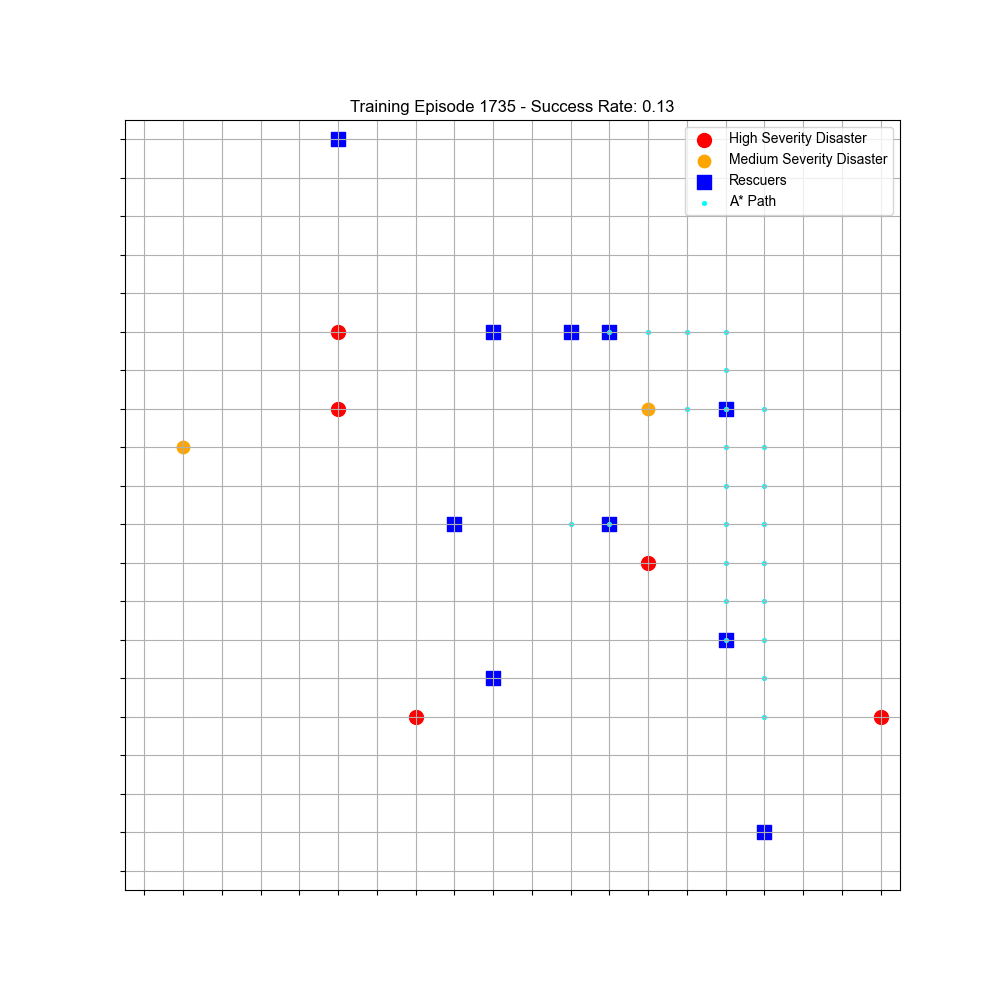 Training Episode 1735 - Success Rate: 0.13
High Severity Disaster
Medium Severity Disaster
Rescuers
A* Path